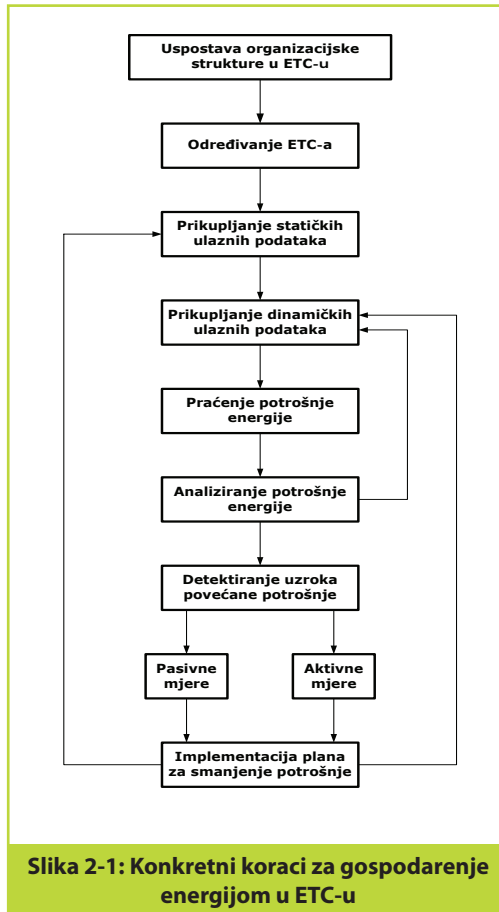 Uspostava organizacijske
strukture u ETC-u
Određivanje ETC-a
Prikupljanje statičkih
ulaznih podataka
Prikupljanje dinamičkih
ulaznih podataka
Praćenje potrošnje
energije
Analiziranje potrošnje
energije
Detektiranje uzroka
povećane potrošnje
Pasivne
mjere
Aktivne
mjere
Implementacija plana
za smanjenje potrošnje
Slika 2-1: Konkretni koraci za gospodarenje
energijom u ETC-u